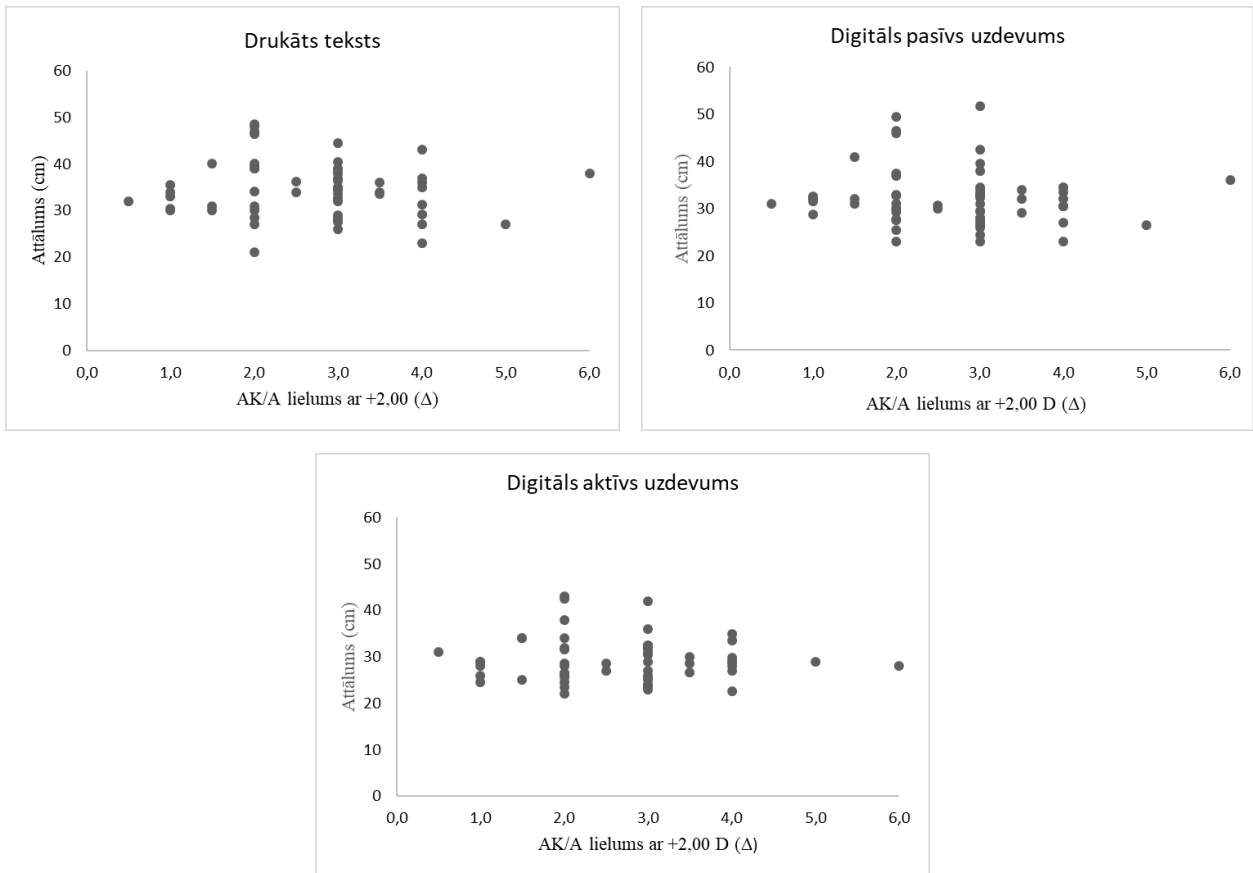 Drukāts teksts
60
50
40
30
20
10
0
Attālums (cm)
0,0 1,0 2,0 3,0 4,0 5,0 6,0
AK/A lielums ar +2,00 (Δ)
Digitāls pasīvs uzdevums
60
50
40
30
20
10
0
Attālums (cm)
0,0 1,0 2,0 3,0 4,0 5,0 6,0
AK/A lielums ar +2,00 D (Δ)
Digitāls aktīvs uzdevums
60
50
40
30
20
10
0
Attālums (cm)
0,0 1,0 2,0 3,0 4,0 5,0 6,0
AK/A lielums ar +2,00 D (Δ)